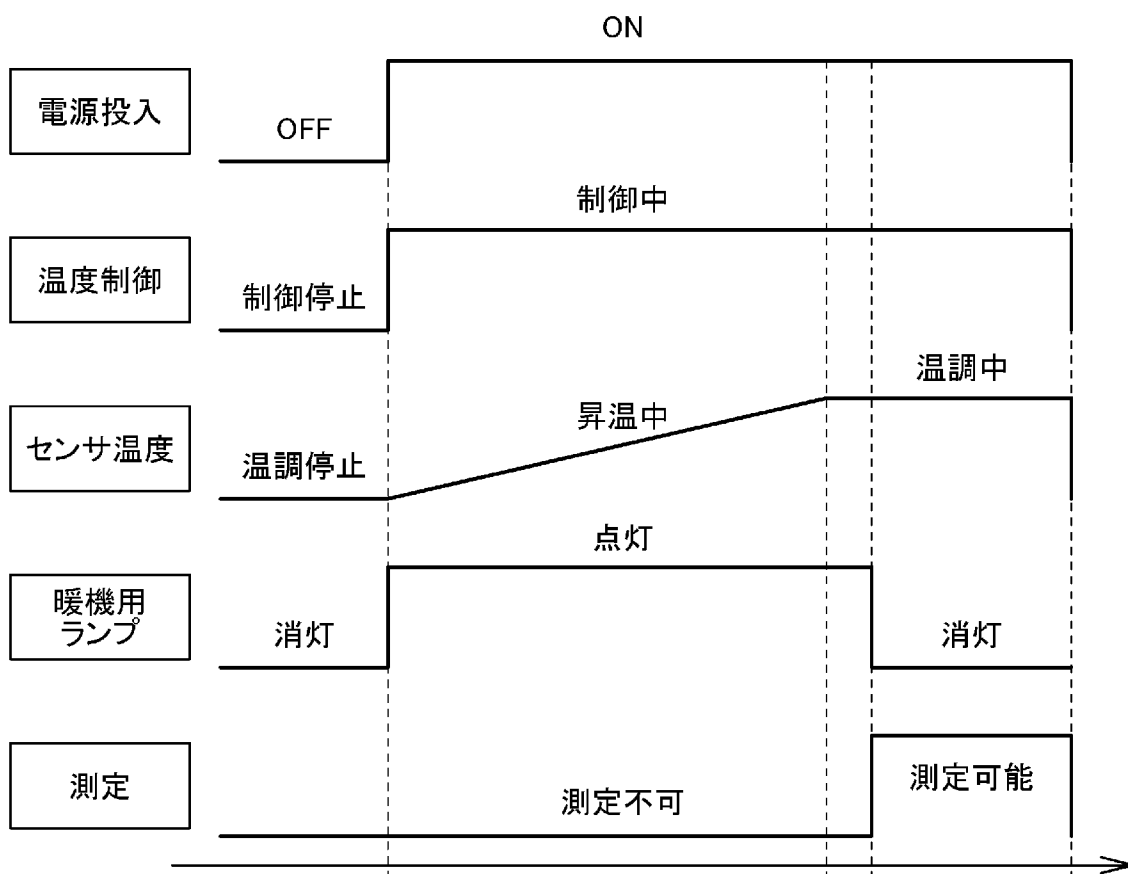 ON
電源投入
OFF
制御中
温度制御
制御停止
温調中
昇温中
センサ温度
温調停止
点灯
暖機用
ランプ
消灯
消灯
測定
測定不可
測定可能